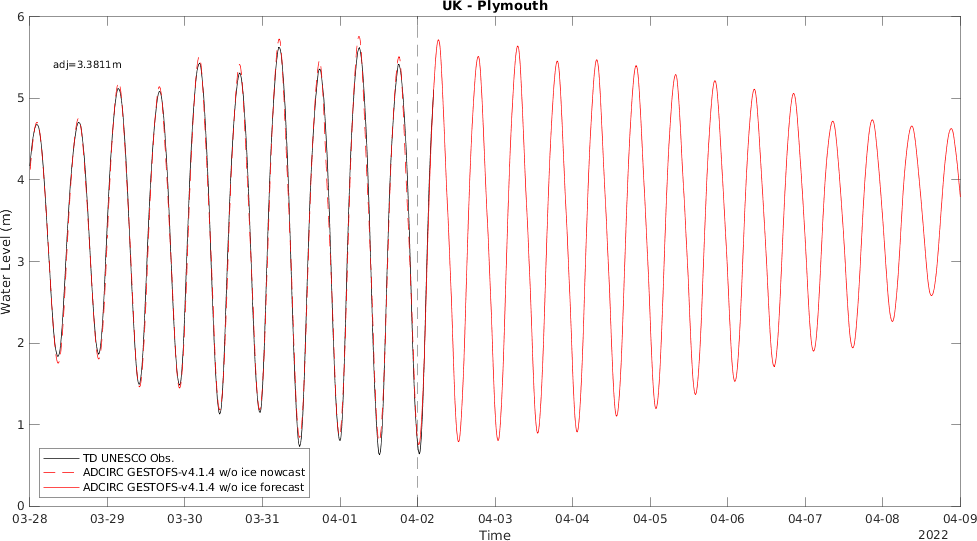 UK - Plymouth
adj=3.3811m
Water Level (m)
6
5
4
3
2
1
0
TD UNESCO Obs.
ADCIRC GESTOFS-v4.1.4 w/o ice nowcast
ADCIRC GESTOFS-v4.1.4 w/o ice forecast
03-28 03-29 03-30 03-31 04-01 04-02 04-03 04-04 04-05 04-06 04-07 04-08 04-09
Time
2022